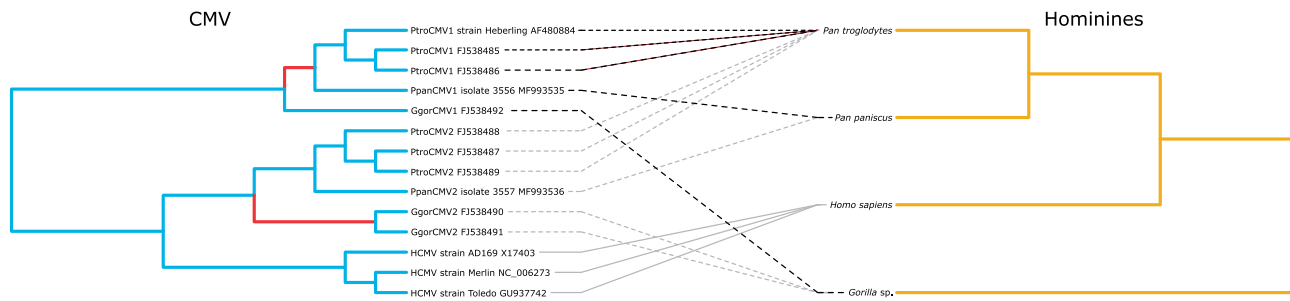 CMV
Hominines
PtroCMV1 strain Heberling AF480884
PtroCMV1 FJ538485
PtroCMV1 FJ538486
PpanCMV1 isolate 3556 MF993535
GgorCMV1 FJ538492
PtroCMV2 FJ538488
PtroCMV2 FJ538487
PtroCMV2 FJ538489
PpanCMV2 isolate 3557 MF993536
GgorCMV2 FJ538490
GgorCMV2 FJ538491
HCMV strain AD169 X17403
HCMV strain Merlin NC_006273
HCMV strain Toledo GU937742
Pan troglodytes
Pan paniscus
Homo sapiens
Gorilla sp.